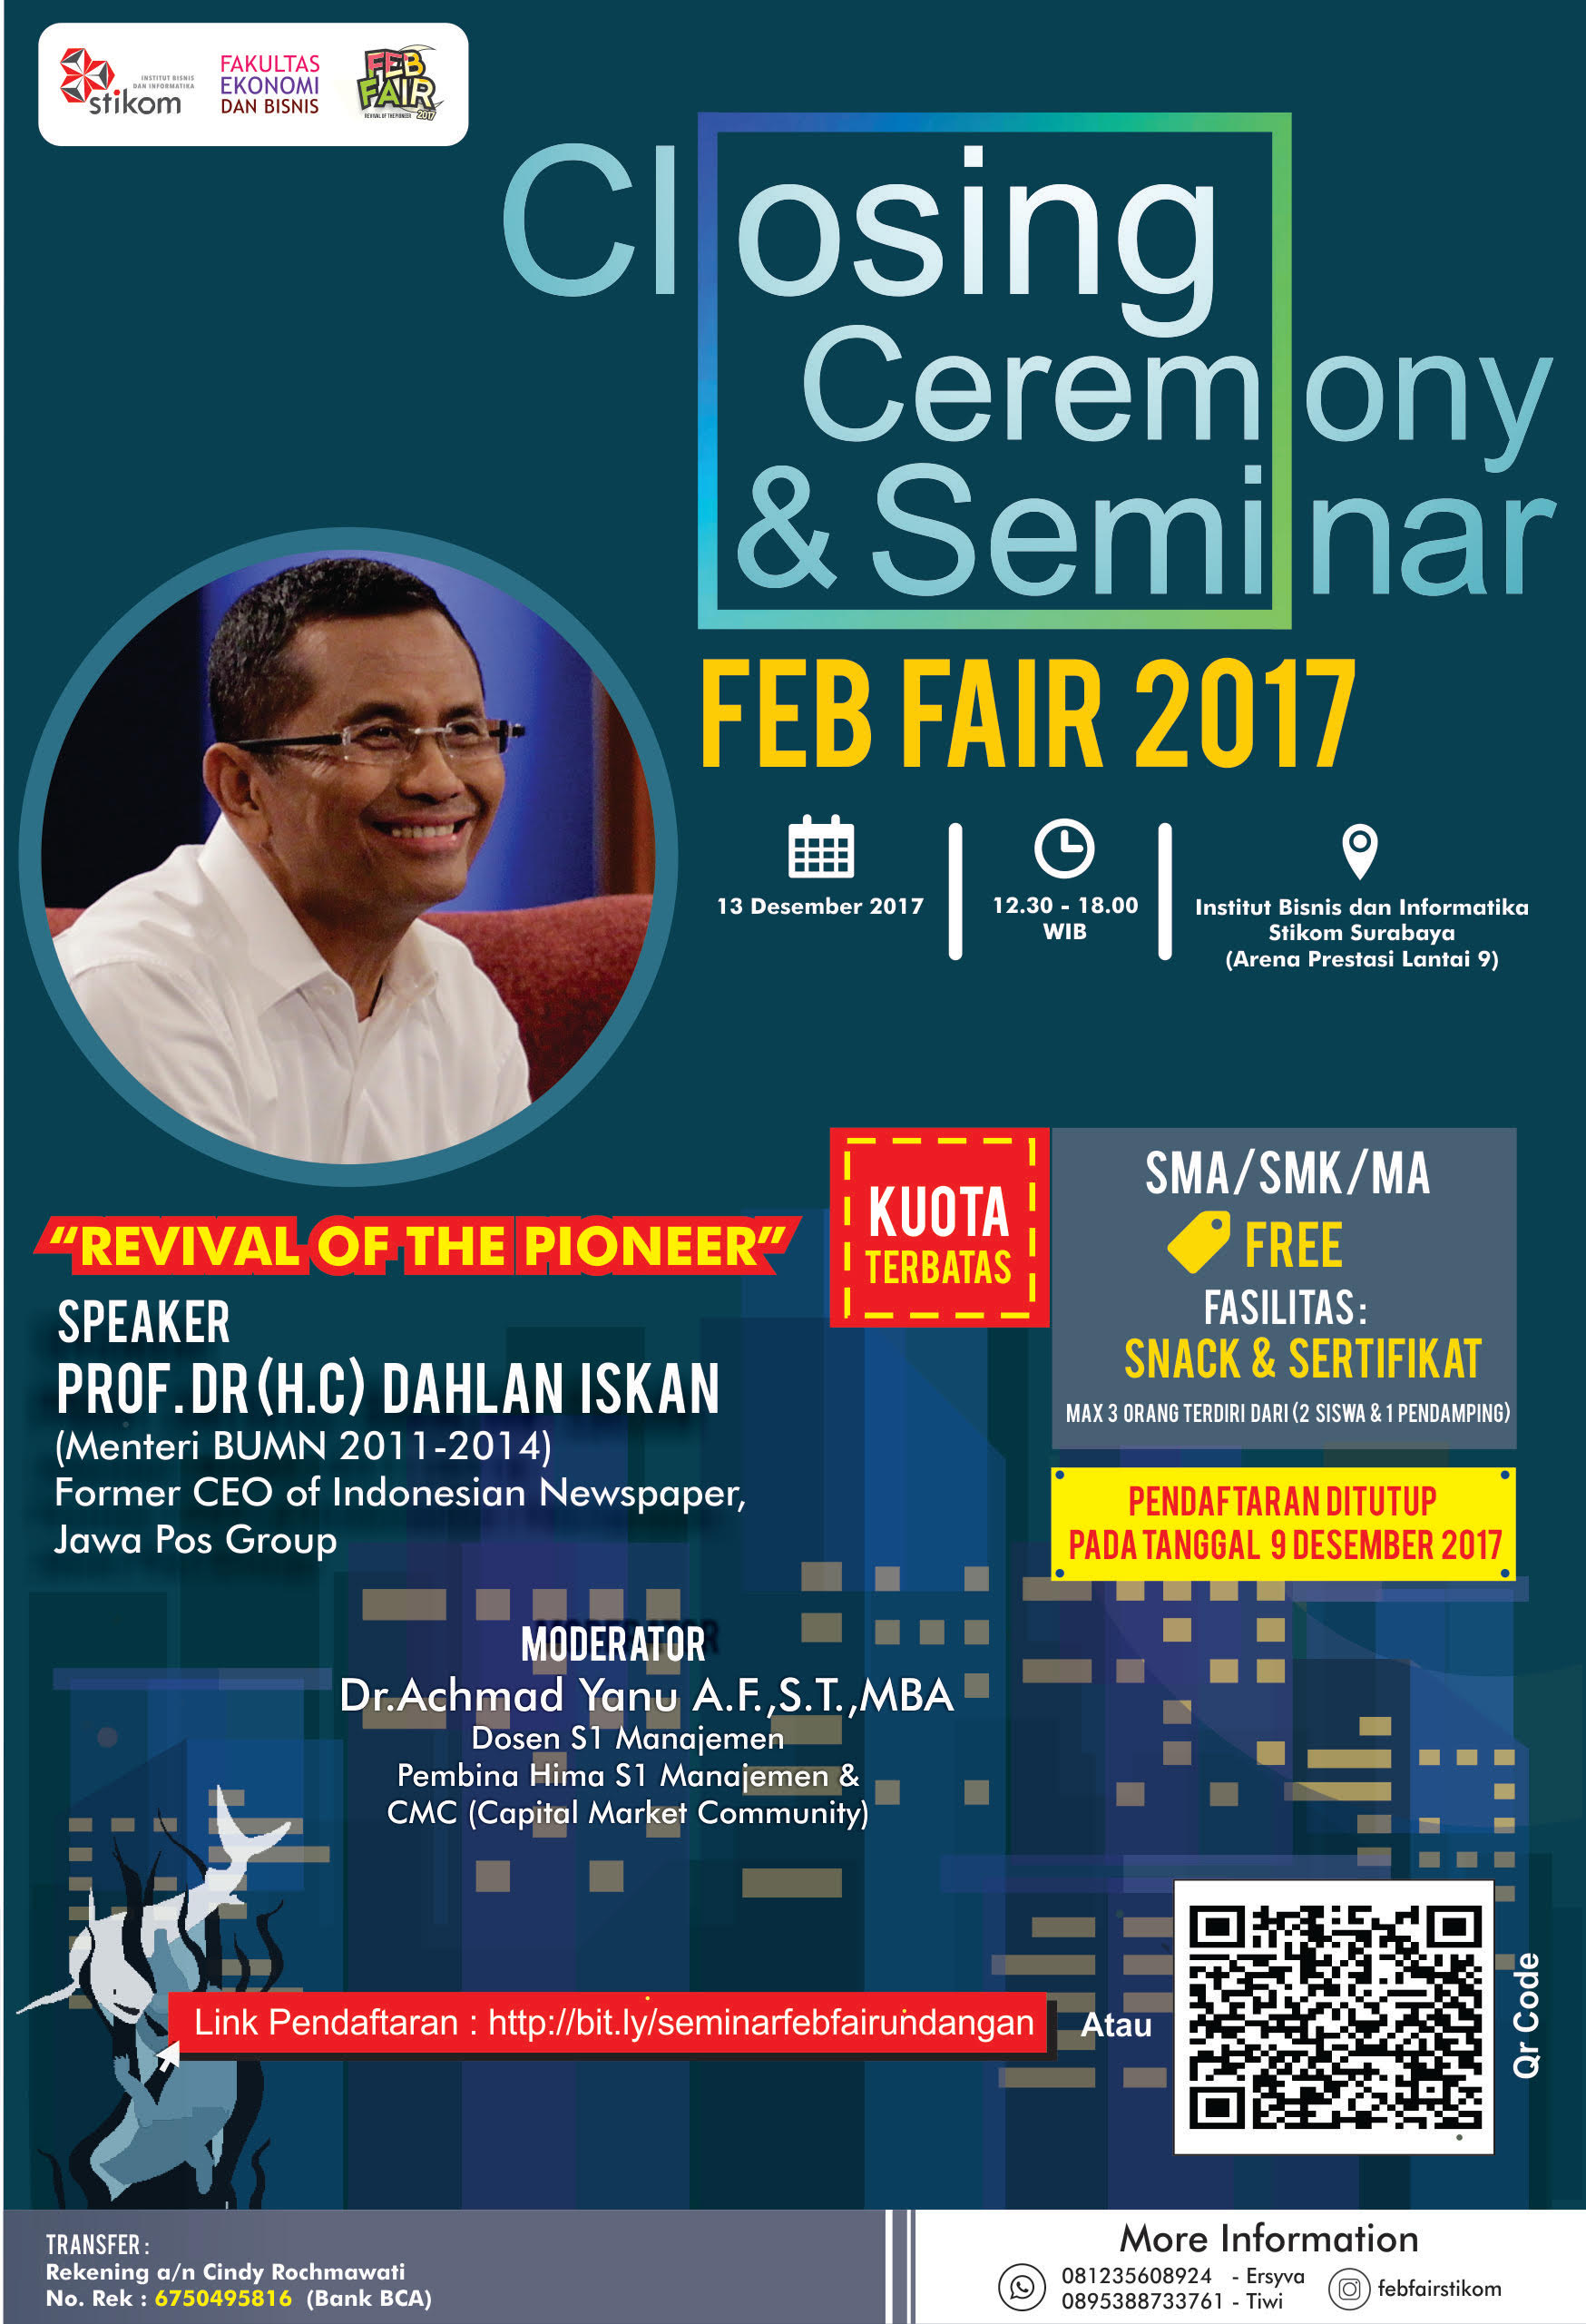 INSTITUT BISNIS
DAN INFORMATIKA
stikom
FAKULTAS
EKONOMI
DAN BISNIS
FEB
FAIR
REVIVAL OF THE PIONEER 2017
Closing
Ceremony
& Seminar
FEB FAIR 2017
13 Desember 2017
12.30 - 18.00
WIB
Institut Bisnis dan Informatika
Stikom Surabaya
(Arena Prestasi Lantai 9)
KUOTA
TERBATAS
SMA/SMK/MA
FREE
FASILITAS :
SNACK & SERTIFIKAT
MAX 3 ORANG TERDIRI DARI (2 SISWA & 1 PENDAMPING)
PENDAFTARAN DITUTUP
PADA TANGGAL 9 DESEMBER 2017
“REVIVAL OF THE PIONEER”
SPEAKER
PROF. DR (H.C) DAHLAN ISKAN
(Menteri BUMN 2011-2014)
Former CEO of Indonesian Newspaper,
Jawa Pos Group
MODERATOR
Dr.Achmad Yanu A.F.,S.T.,MBA
Dosen S1 Manajemen
Pembina Hima S1 Manajemen &
CMC (Capital Market Community)
Link Pendaftaran : http://bit.ly/seminarfebfairundangan
Atau
Qr Code
TRANSFER :
Rekening a/n Cindy Rochmawati
No. Rek : 6750495816 (Bank BCA)
More Information
081235608924 - Ersyva
0895388733761 - Tiwi
febfairstikom